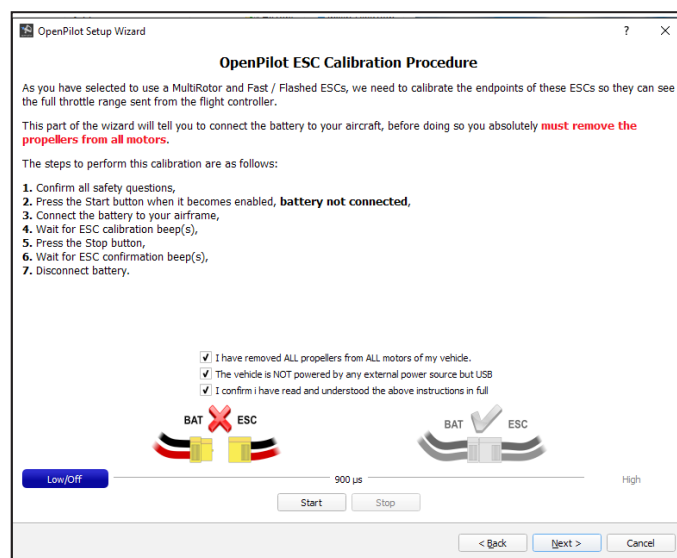 OpenPilot Setup Wizard
?
OpenPilot ESC Calibration Procedure
As you have selected to use a MultiRotor and Fast / Flashed ESCs, we need to calibrate the endpoints of these ESCs so they can see
the full throttle range sent from the flight controller.
This part of the wizard will tell you to connect the battery to your aircraft, before doing so you absolutely must remove the
propellers from all motors.
The steps to perform this calibration are as follows:
1. Confirm all safety questions,
2. Press the Start button when it becomes enabled, battery not connected,
3. Connect the battery to your airframe,
4. Wait for ESC calibration beep(s),
5. Press the Stop button,
6. Wait for ESC confirmation beep(s),
7. Disconnect battery.
I have removed ALL propellers from ALL motors of my vehicle.
The vehicle is NOT powered by any external power source but USB
I confirm i have read and understood the above instructions in full
BAT ESC BAT ESC
Low/Off 900 µs High
Start Stop
< Back Next > Cancel